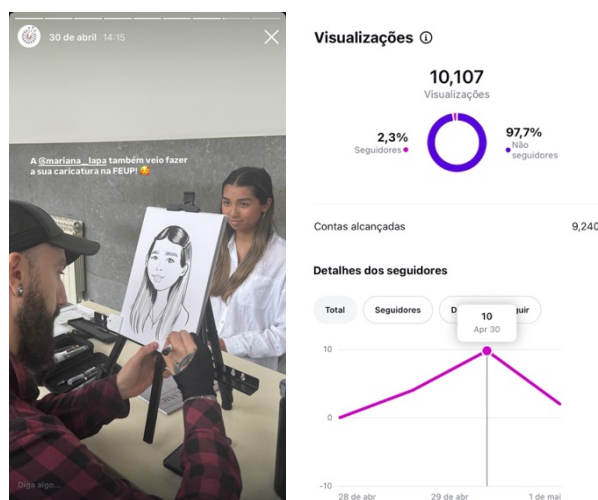 30 de abril 14:15
A @mariana_lapa também veio fazer
a sua caricatura na FEUP! 🥰
Diga algo...
Visualizações
10,107
Visualizações
2,3%
Seguidores
97,7%
Não
seguidores
Contas alcançadas 9,240
Detalhes dos seguidores
Total Seguidores
10
Apr 30
10
0
-10
28 de abr 29 de abr 1 de mai